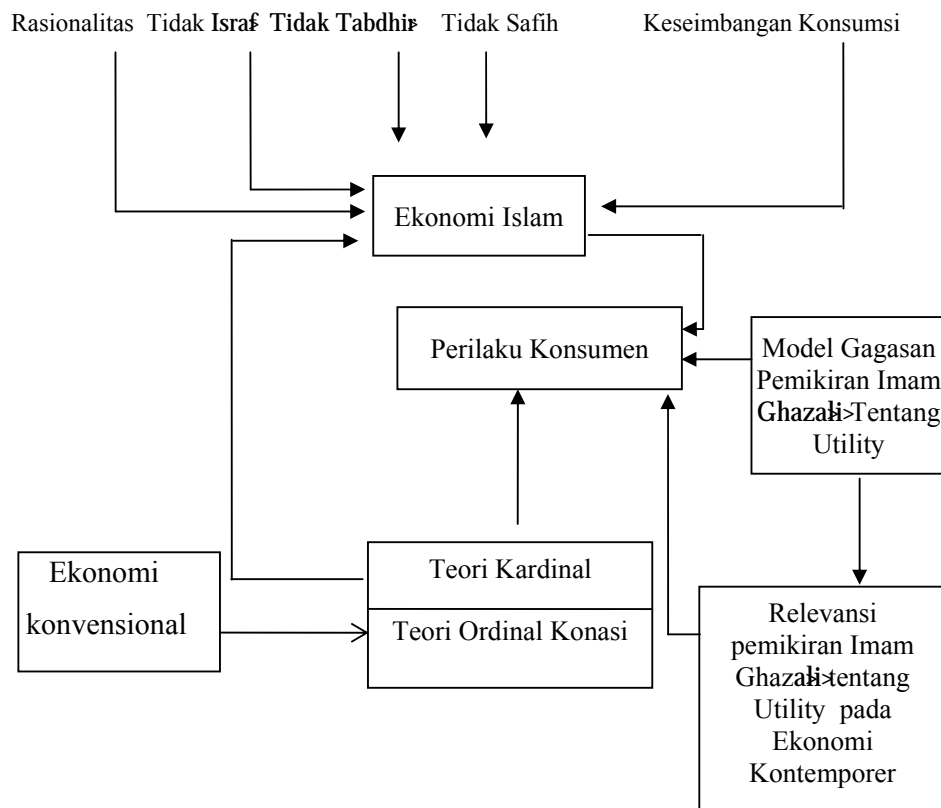 Rasionalitas Tidak Israf> Tidak Tabdhir> Tidak Safih Keseimbangan Konsumsi
Ekonomi Islam
Perilaku Konsumen
Model Gagasan
Pemikiran Imam
Ghazali>>Tentang
Utility
Ekonomi
konvensional
Teori Kardinal
Teori Ordinal Konasi
Relevansi
pemikiran Imam
Ghazali>>tentang
Utility pada
Ekonomi
Kontemporer